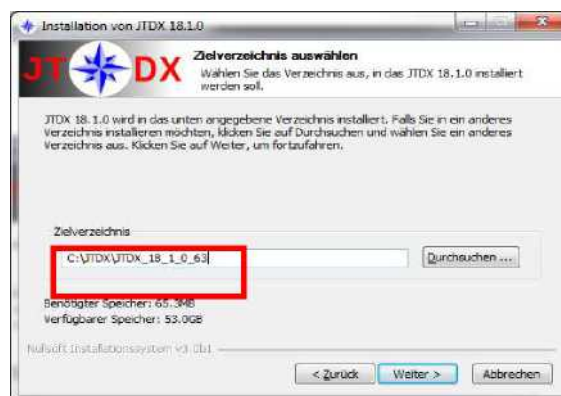 Installation von JTDX 18.1.0
JT DX
Zielverzeichnis auswählen
Wählen Sie das Verzeichnis aus, in das JTDX 18.1.0 installiert
werden soll.
JTDX 18.1.0 wird in das unten angegebene Verzeichnis installiert. Falls Sie in ein anderes
Verzeichnis installieren möchten, klicken Sie auf Durchsuchen und wählen Sie ein anderes
Verzeichnis aus. Klicken Sie auf Weiter, um fortzufahren.
Zielverzeichnis
C:\JTDX\JTDX_18_1_0_63
Durchsuchen ...
Benötigter Speicher: 65.3MB
Verfügbarer Speicher: 53.0GB
Nullsoft Installationssystem v3.0b1
< Zurück
Weiter >
Abbrechen